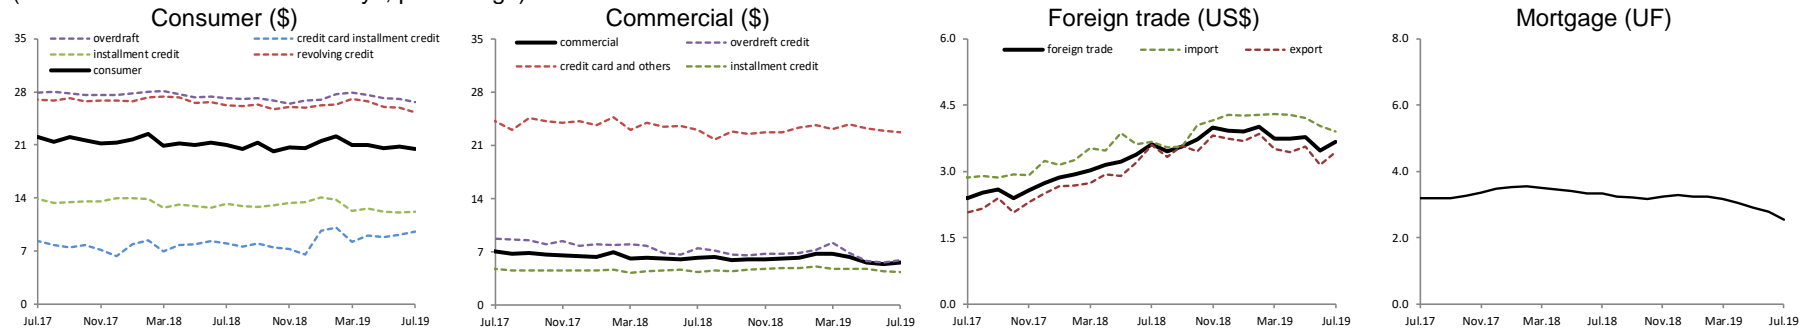 Consumer ($)
overdraft
credit card installment credit
installment credit
revolving credit
consumer
35
28
21
14
7
0
Jul.17
Nov.17
Mar.18
Jul.18
Nov.18
Mar.19
Jul.19
Commercial ($)
commercial
overdreft credit
credit card and others
installment credit
35
28
21
14
7
0
Jul.17
Nov.17
Mar.18
Jul.18
Nov.18
Mar.19
Jul.19
Foreign trade (US$)
foreign trade
import
export
6.0
4.5
3.0
1.5
0.0
Jul.17
Nov.17
Mar.18
Jul.18
Nov.18
Mar.19
Jul.19
Mortgage (UF)
8.0
6.0
4.0
2.0
0.0
Jul.17
Nov.17
Mar.18
Jul.18
Nov.18
Mar.19
Jul.19